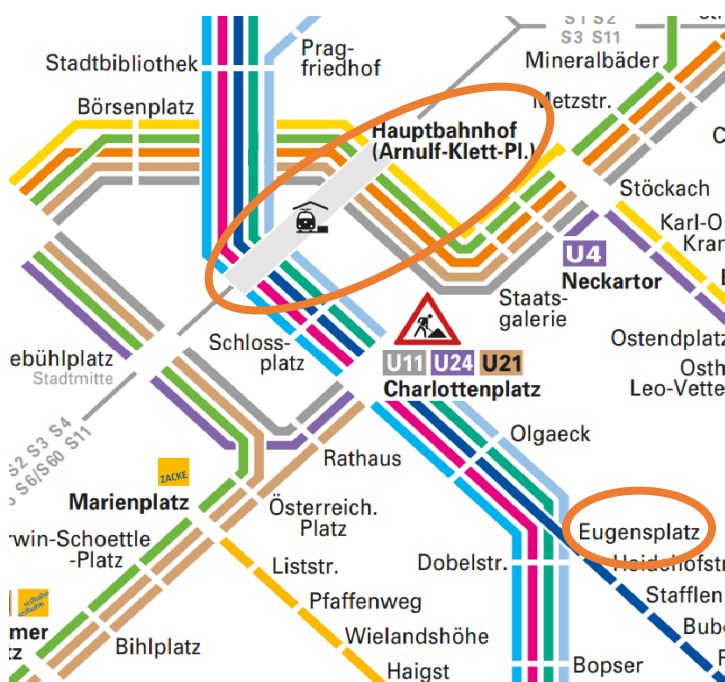 S1 S2
S3 S11
Stadtbibliothek
Prag-
friedhof
Mineralbäder
Börsenplatz
Metzstr.
Hauptbahnhof
(Arnulf-Klett-Pl.)
Stöckach
Karl-O
Kran
U4
Neckartor
Staats-
galerie
Ostendplatz
Osth
Leo-Vette
Schloss-
platz
ebühlplatz
Stadtmitte
S2 S3 S4
S6/S60 S11
U11 U24 U21
Charlottenplatz
Olgaeck
Rathaus
ZACKE
Marienplatz
Österreich.
Platz
Eugensplatz
rwin-Schoettle
-Platz
Liststr.
Dobelstr.
Heidehofstr
Stafflen
Pfaffenweg
Bube
mer
tz
Bihlplatz
Wielandshöhe
Haigst
Bopser